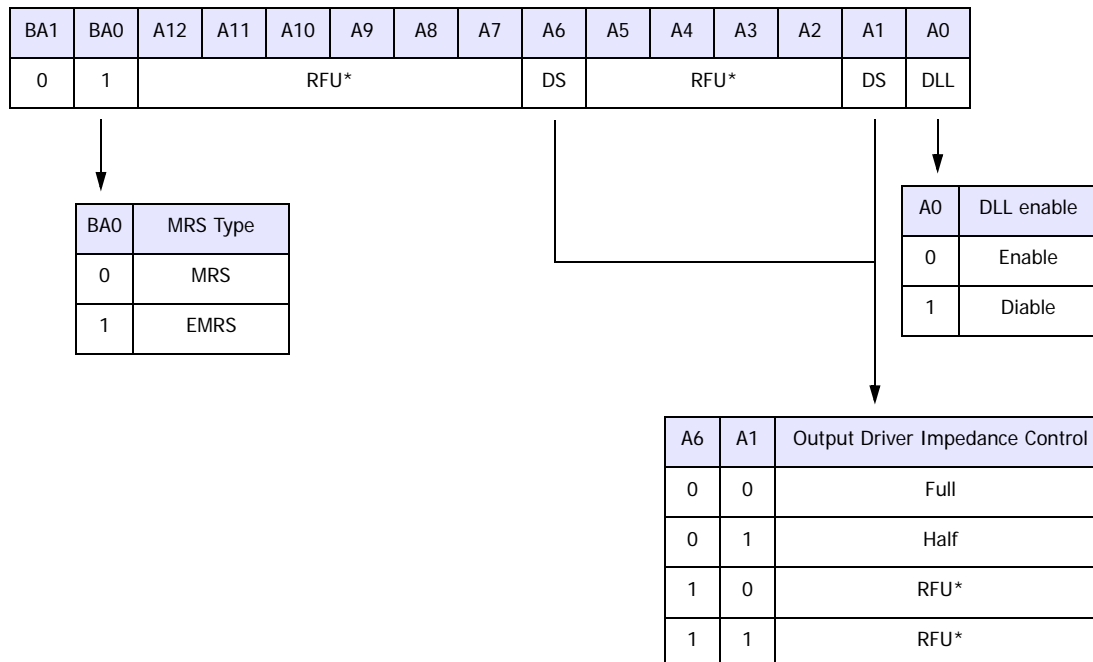 BA1 BA0 A12 A11 A10 A9 A8 A7 A6 A5 A4 A3 A2 A1 A0
0 1 RFU* DS RFU* DS DLL
BA0 MRS Type
0 MRS
1 EMRS
A0 DLL enable
0 Enable
1 Diable
A6 A1 Output Driver Impedance Control
0 0 Full
0 1 Half
1 0 RFU*
1 1 RFU*